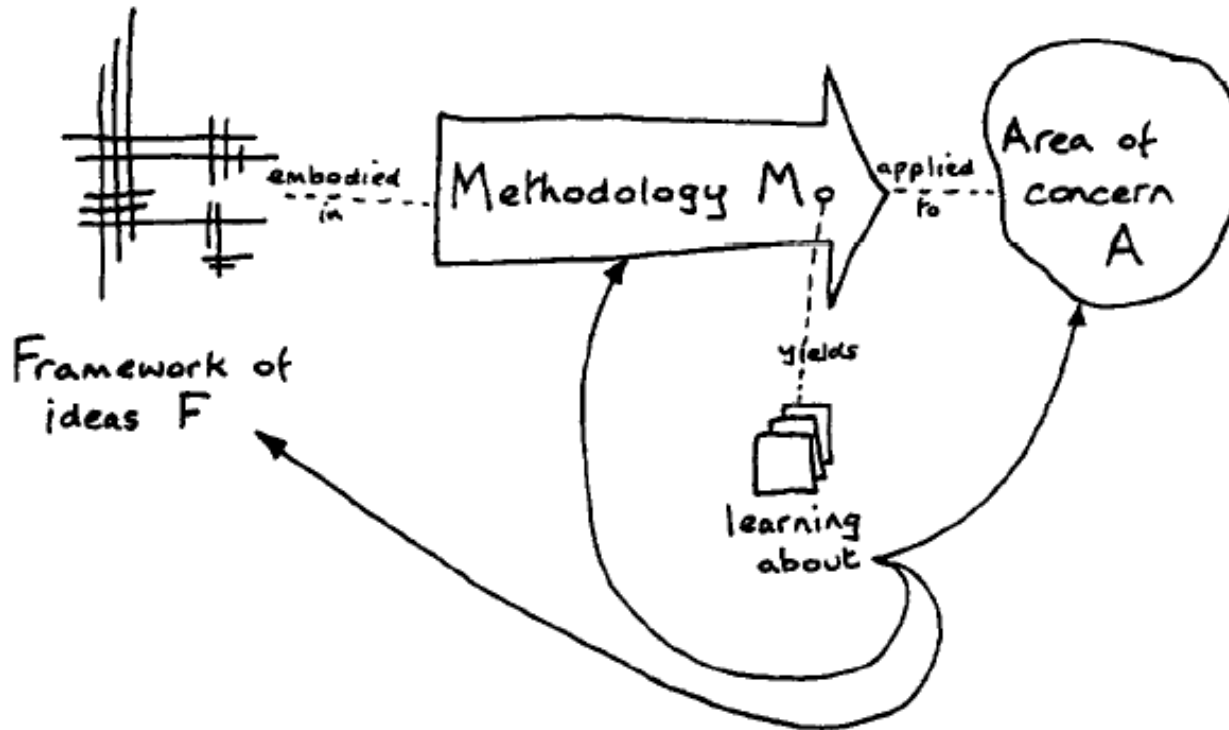 embodied
in
Methodology M
applied
to
Area of
concern
A
Framework of
ideas F
yields
learning
about